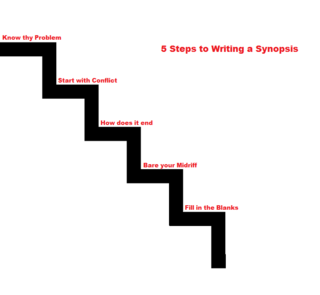 Know thy Problem
5 Steps to Writing a Synopsis
Start with Conflict
How does it end
Bare your Midriff
Fill in the Blanks